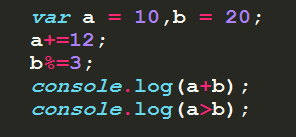 var a = 10,b = 20;
a+=12;
b%=3;
console.log(a+b);
console.log(a>b);